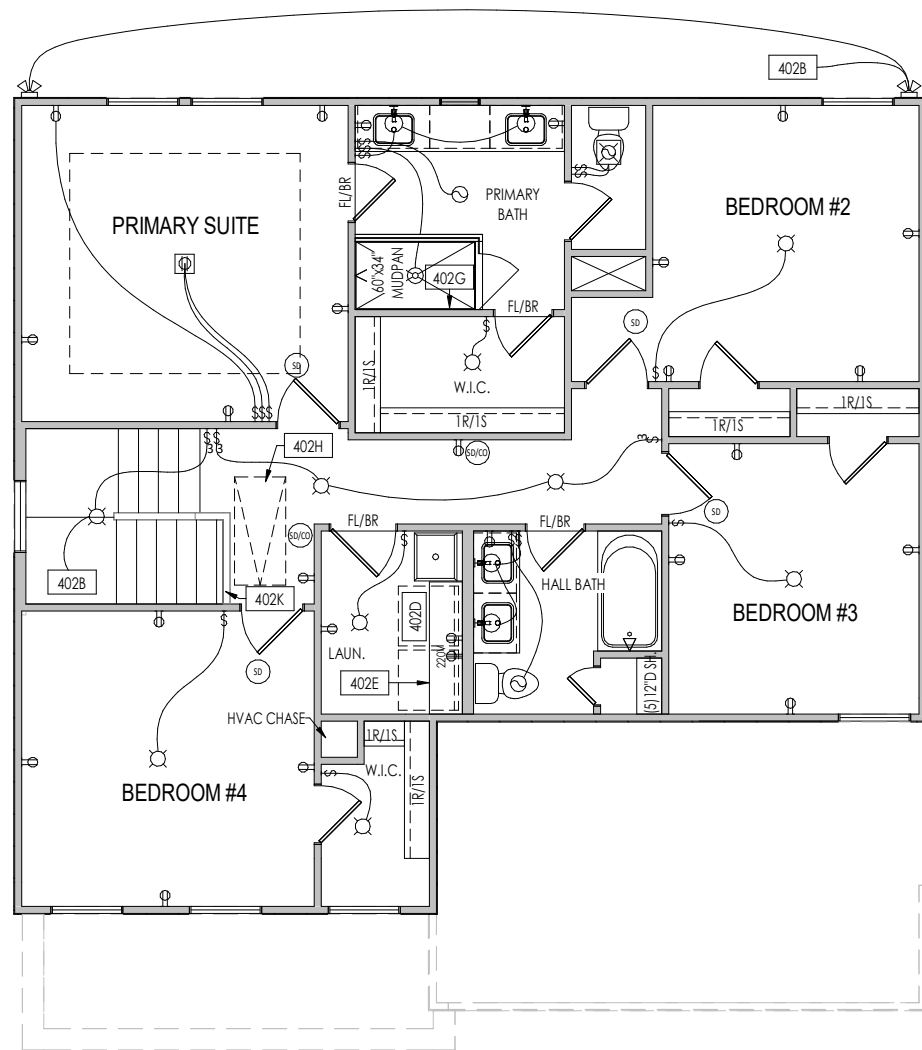 402B
FL/BR
PRIMARY
BATH
BEDROOM #2
PRIMARY SUITE
60"X34"
MUDPAN
402G
FL/BR
SD
SD
W.I.C.
1R/1S
1R/1S
1R/1S
1R/1S
$
$
$
$
$
$
$
$
$
$
$
3
3
3
402H
SD/CO
SD
SD/CO
FL/BR
FL/BR
$
$
$
$
402B
402K
402D
HALL BATH
BEDROOM #3
LAUN.
220V
402E
(5) 12"D SH.
SD
$
HVAC CHASE
1R/1S
W.I.C.
1R/1S
$
BEDROOM #4